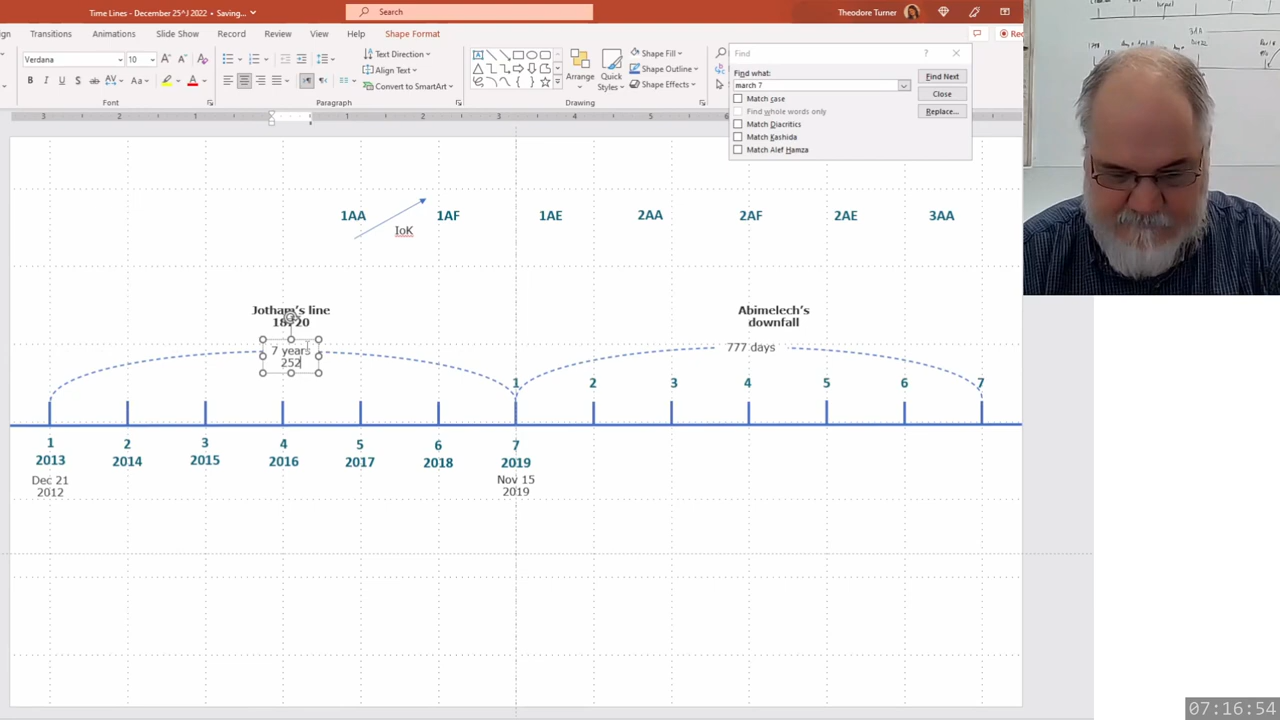 Time Lines - December 25^J 2022 • Saving...
Search
Theodore Turner
Transitions Animations Slide Show Record Review View Help Shape Format
Verdana 10
Text Direction
Align Text
Convert to SmartArt
Arrange
Quick Styles
Shape Fill
Shape Outline
Shape Effects
Font Paragraph Drawing
Find
Find what:
march 7
Match case
Find whole words only
Match Diacritics
Match Kashida
Match Alef Hamza
Find Next
Close
Replace...
1AA 1AF 1AE 2AA 2AF 2AE 3AA
IoK
Jotham's line
18•20
7 years
252
Abimelech's
downfall
777 days
1 2 3 4 5 6 7
1 2 3 4 5 6 7
2013 2014 2015 2016 2017 2018 2019
Dec 21
2012
Nov 15
2019
07:16:54